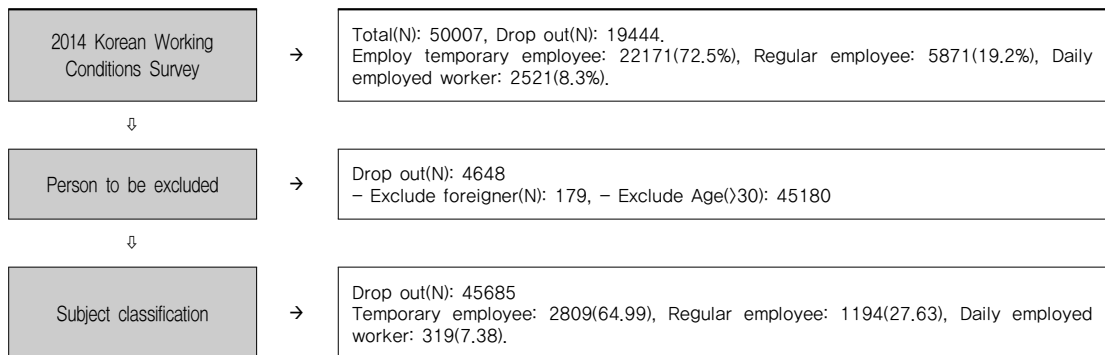 2014 Korean Working
Conditions Survey
→
Total(N): 50007, Drop out(N): 19444.
Employ temporary employee: 22171(72.5%), Regular employee: 5871(19.2%), Daily
employed worker: 2521(8.3%).
⇩
Person to be excluded
→
Drop out(N): 4648
- Exclude foreigner(N): 179, - Exclude Age(>30): 45180
⇩
Subject classification
→
Drop out(N): 45685
Temporary employee: 2809(64.99), Regular employee: 1194(27.63), Daily employed
worker: 319(7.38).